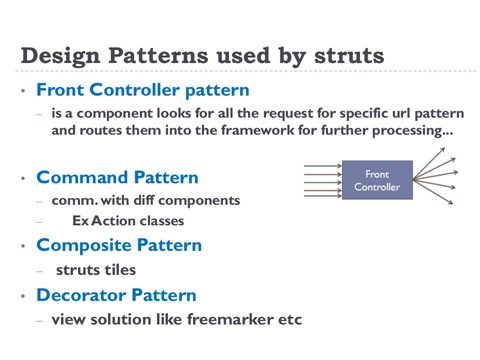 Design Patterns used by struts
• Front Controller pattern
– is a component looks for all the request for specific url pattern
and routes them into the framework for further processing...
• Command Pattern
– comm. with diff components
– Ex Action classes
Front
Controller
• Composite Pattern
– struts tiles
• Decorator Pattern
– view solution like freemarker etc